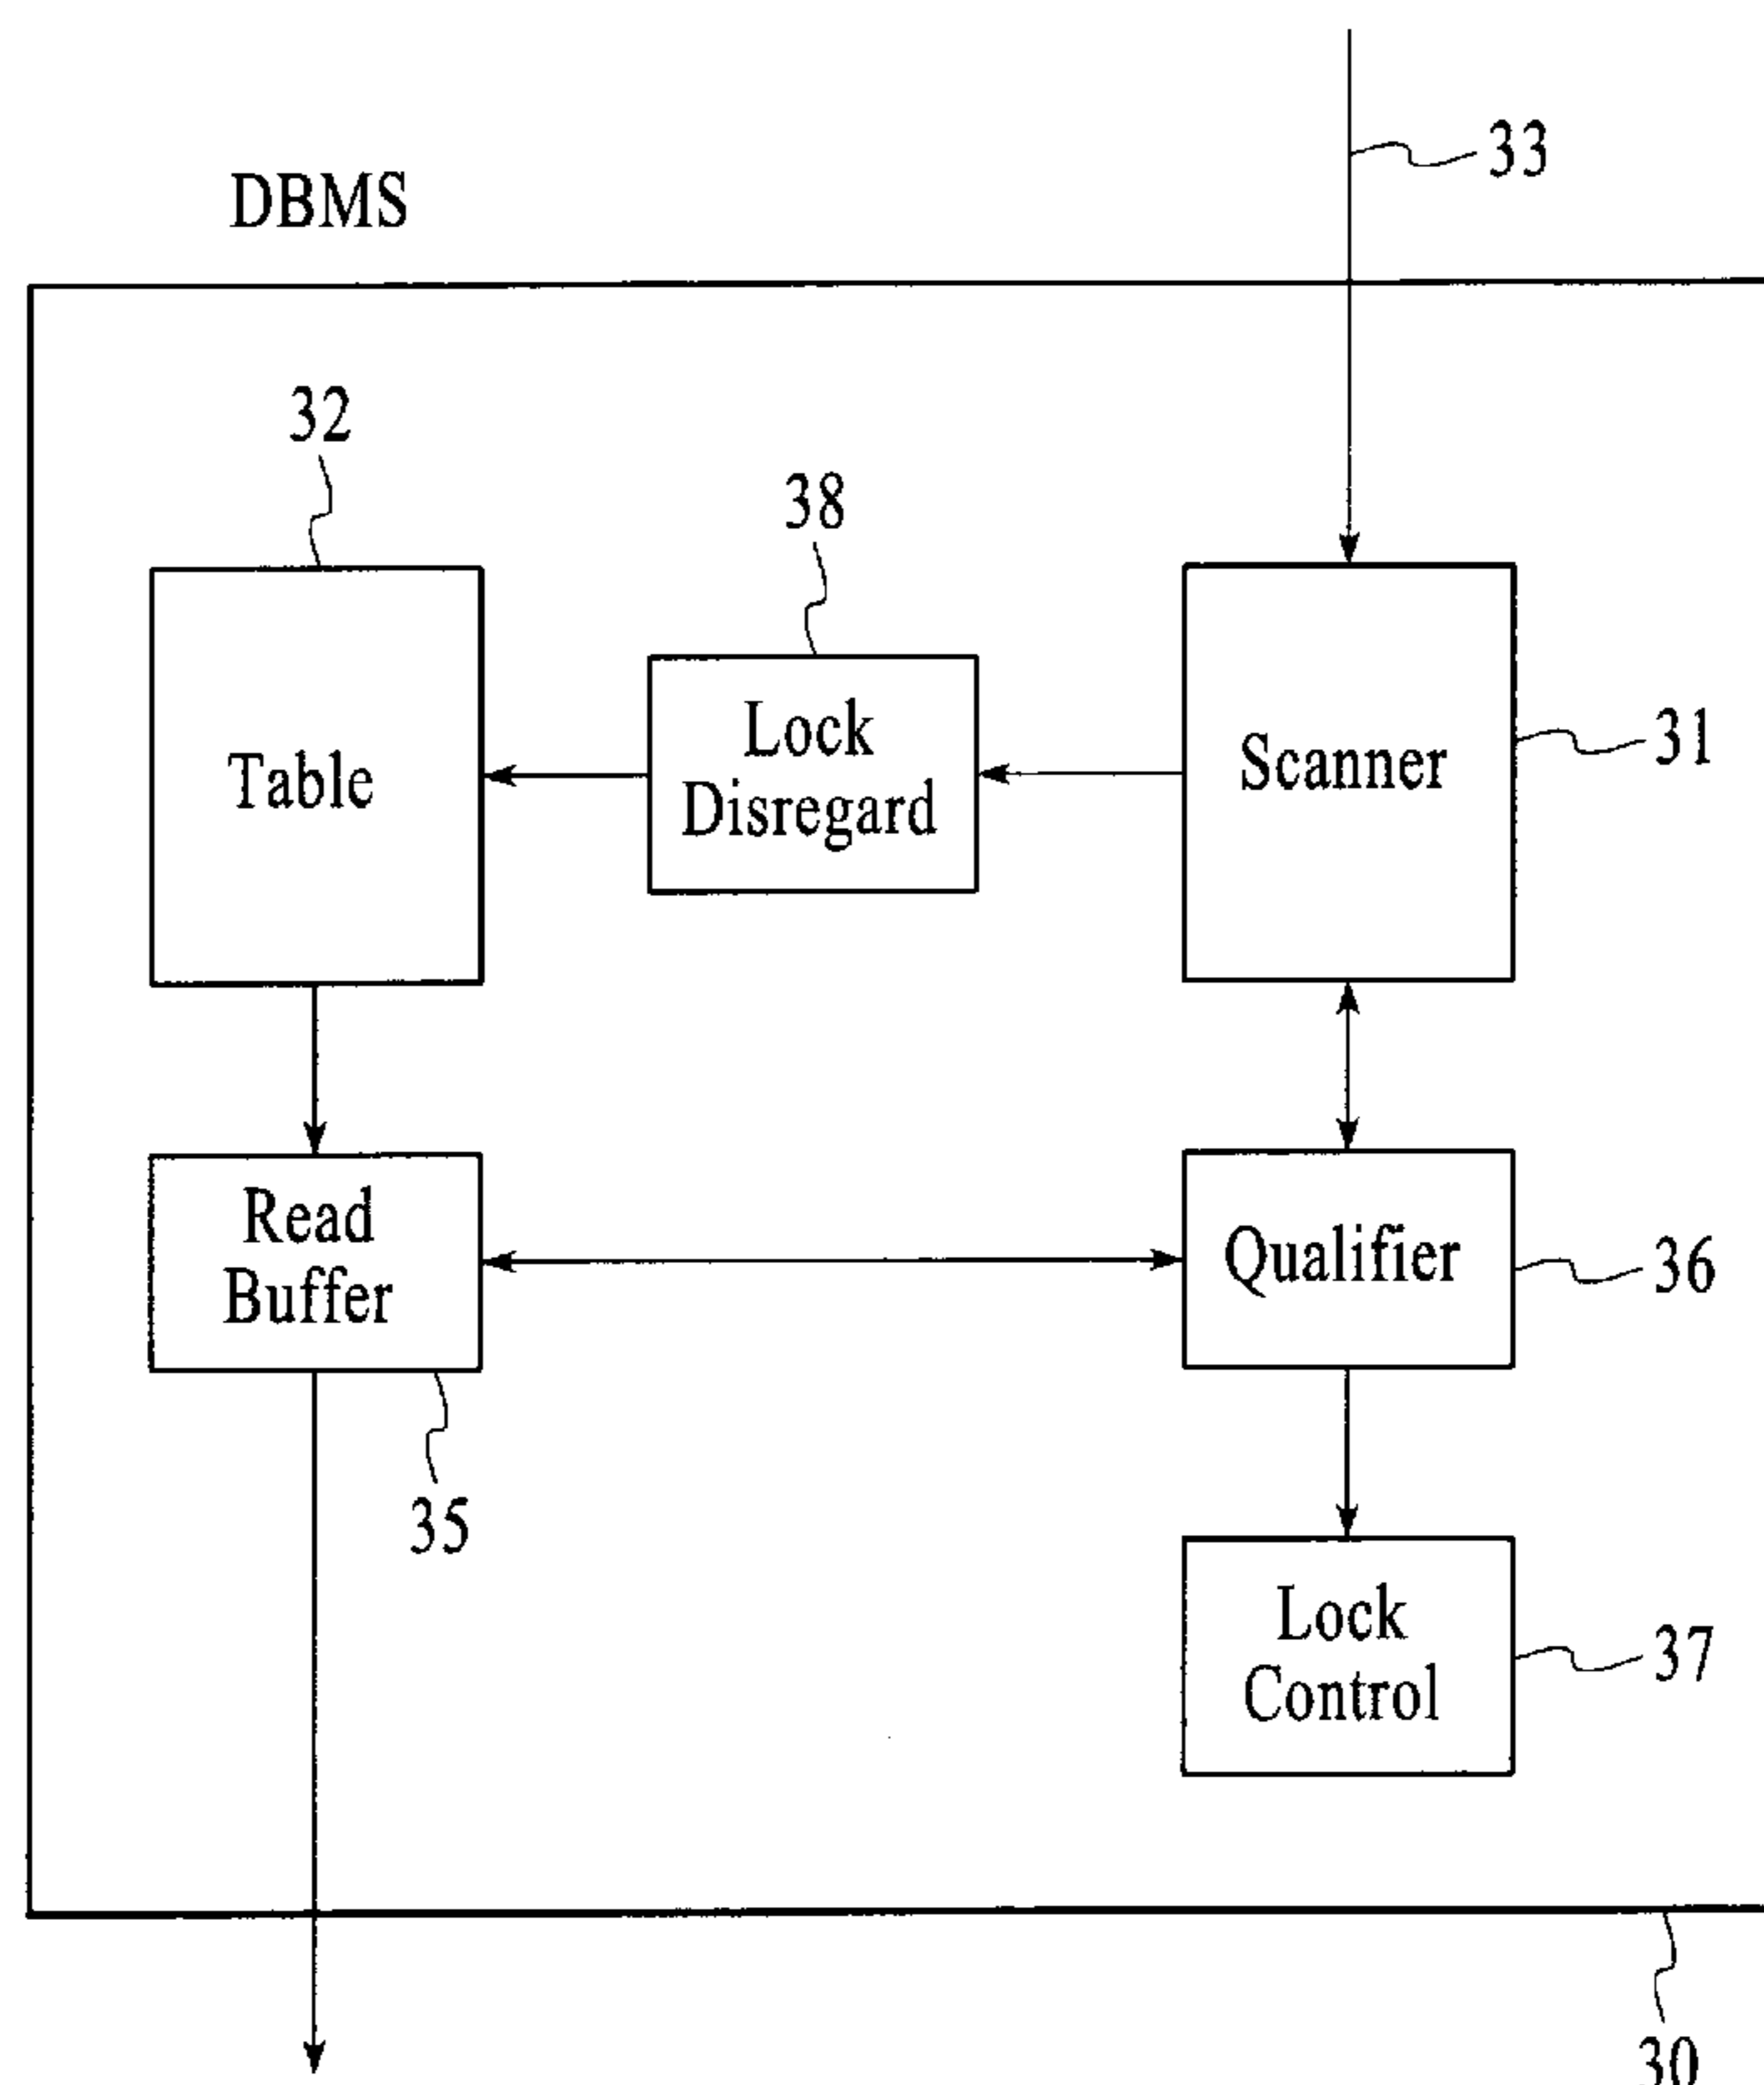 33
DBMS
32
38
Table
Lock
Disregard
Scanner
31
Read
Buffer
Qualifier
36
35
Lock
Control
37
30